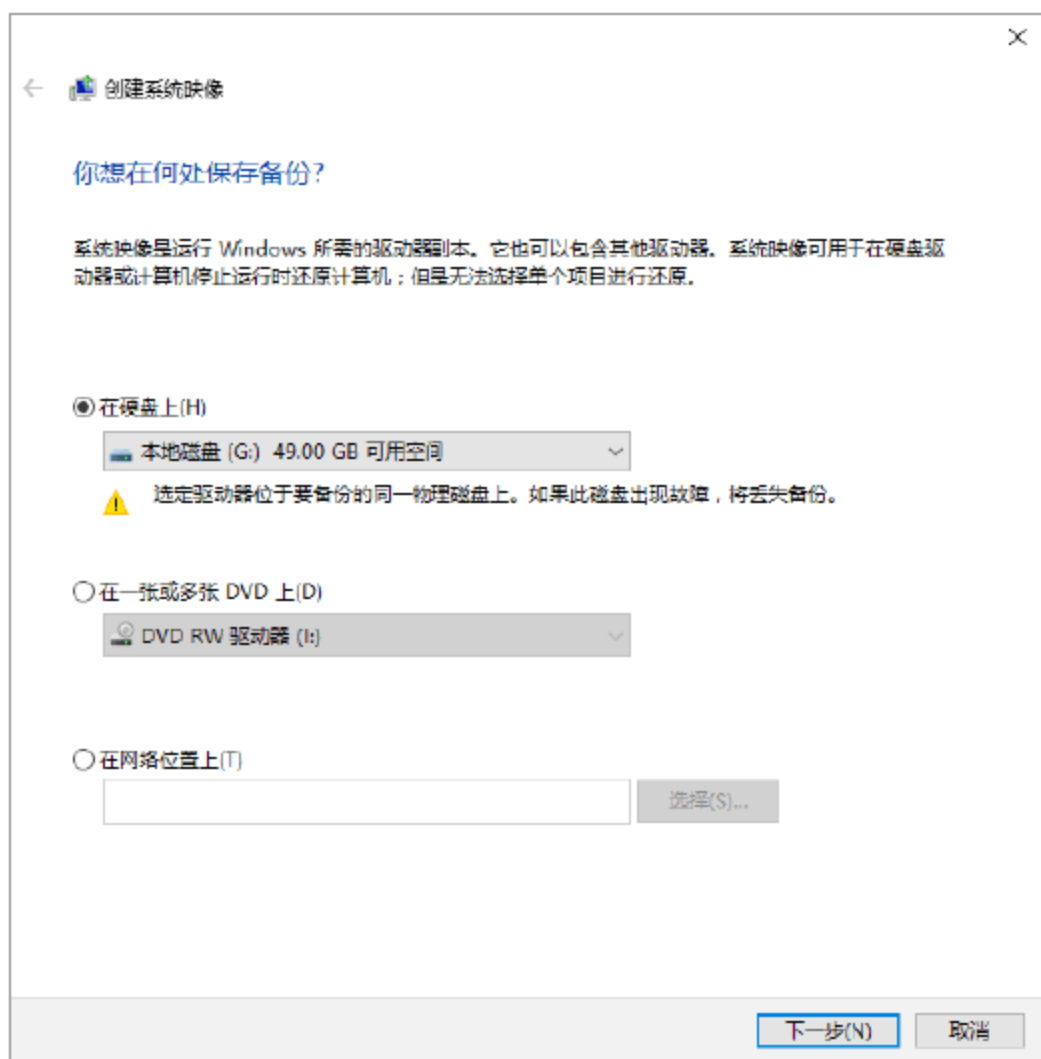 创建系统映像
你想在何处保存备份?
系统映像是运行 Windows 所需的驱动器副本。它也可以包含其他驱动器。系统映像可用于在硬盘驱
动器或计算机停止运行时还原计算机；但是无法选择单个项目进行还原。
在硬盘上(H)
本地磁盘 (G:) 49.00 GB 可用空间
选定驱动器位于要备份的同一物理磁盘上。如果此磁盘出现故障，将丢失备份。
在一张或多张 DVD 上(D)
DVD RW 驱动器 (I:)
在网络位置上(T)
选择(S)...
下一步(N) 取消